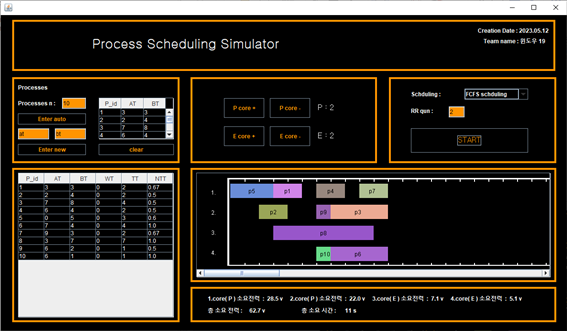 Creation Date : 2023.05.12
Process Scheduling Simulator
Team name : 윈도우 19
Processes
Processes n : 10
Enter auto
at bt
Enter new
clear
P_id AT BT
1 3 3
2 2 4
3 7 8
4 6 4
P core + P core - P : 2
E core + E core - E : 2
Schduling : FCFS schduling
RR qun : 2
START
P_id AT BT WT TT NTT
1 3 3 0 2 0.67
2 2 4 0 2 0.5
3 7 8 0 4 0.5
4 6 4 0 2 0.5
5 0 5 0 3 0.6
6 7 4 0 4 1.0
7 9 3 0 2 0.67
8 3 7 0 7 1.0
9 6 2 0 1 0.5
10 6 1 0 1 1.0
1. p5 p1 p4 p7
2. p2 p9 p3
3. p8
4. p10 p6
1.core( P ) 소요전력 : 28.5 v 2.core( P ) 소요전력 : 22.0 v 3.core( E ) 소요전력 : 7.1 v 4.core( E ) 소요전력 : 5.1 v
총 소요 전력 : 62.7 v 총 소요 시간 : 11 s